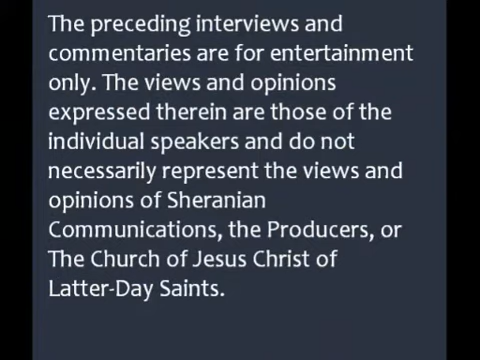 The preceding interviews and
commentaries are for entertainment
only. The views and opinions
expressed therein are those of the
individual speakers and do not
necessarily represent the views and
opinions of Sheranian
Communications, the Producers, or
The Church of Jesus Christ of
Latter-Day Saints.